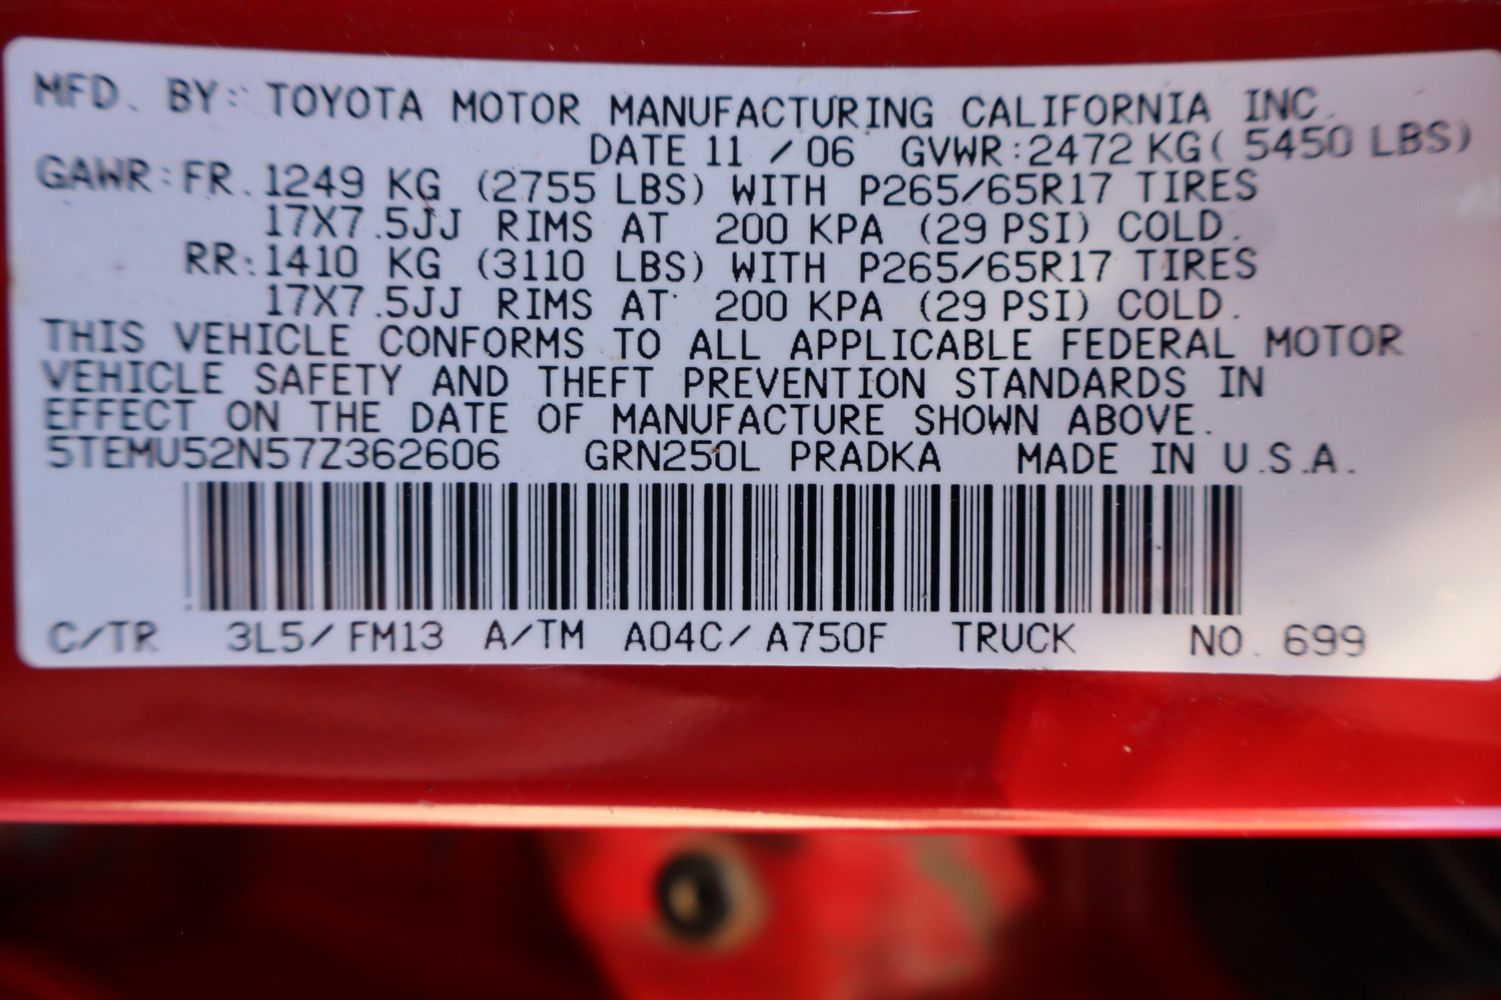 MFD. BY: TOYOTA MOTOR MANUFACTURING CALIFORNIA INC.
DATE 11 / 06 GVWR: 2472 KG( 5450 LBS)
GAWR: FR. 1249 KG (2755 LBS) WITH P265/65R17 TIRES
17X7.5JJ RIMS AT 200 KPA (29 PSI) COLD.
RR: 1410 KG (3110 LBS) WITH P265/65R17 TIRES
17X7.5JJ RIMS AT 200 KPA (29 PSI) COLD.
THIS VEHICLE CONFORMS TO ALL APPLICABLE FEDERAL MOTOR
VEHICLE SAFETY AND THEFT PREVENTION STANDARDS IN
EFFECT ON THE DATE OF MANUFACTURE SHOWN ABOVE.
5TEMU52N57Z362606 GRN250L PRADKA MADE IN U.S.A.
C/TR 3L5/ FM13 A/TM A04C/ A750F TRUCK NO. 699